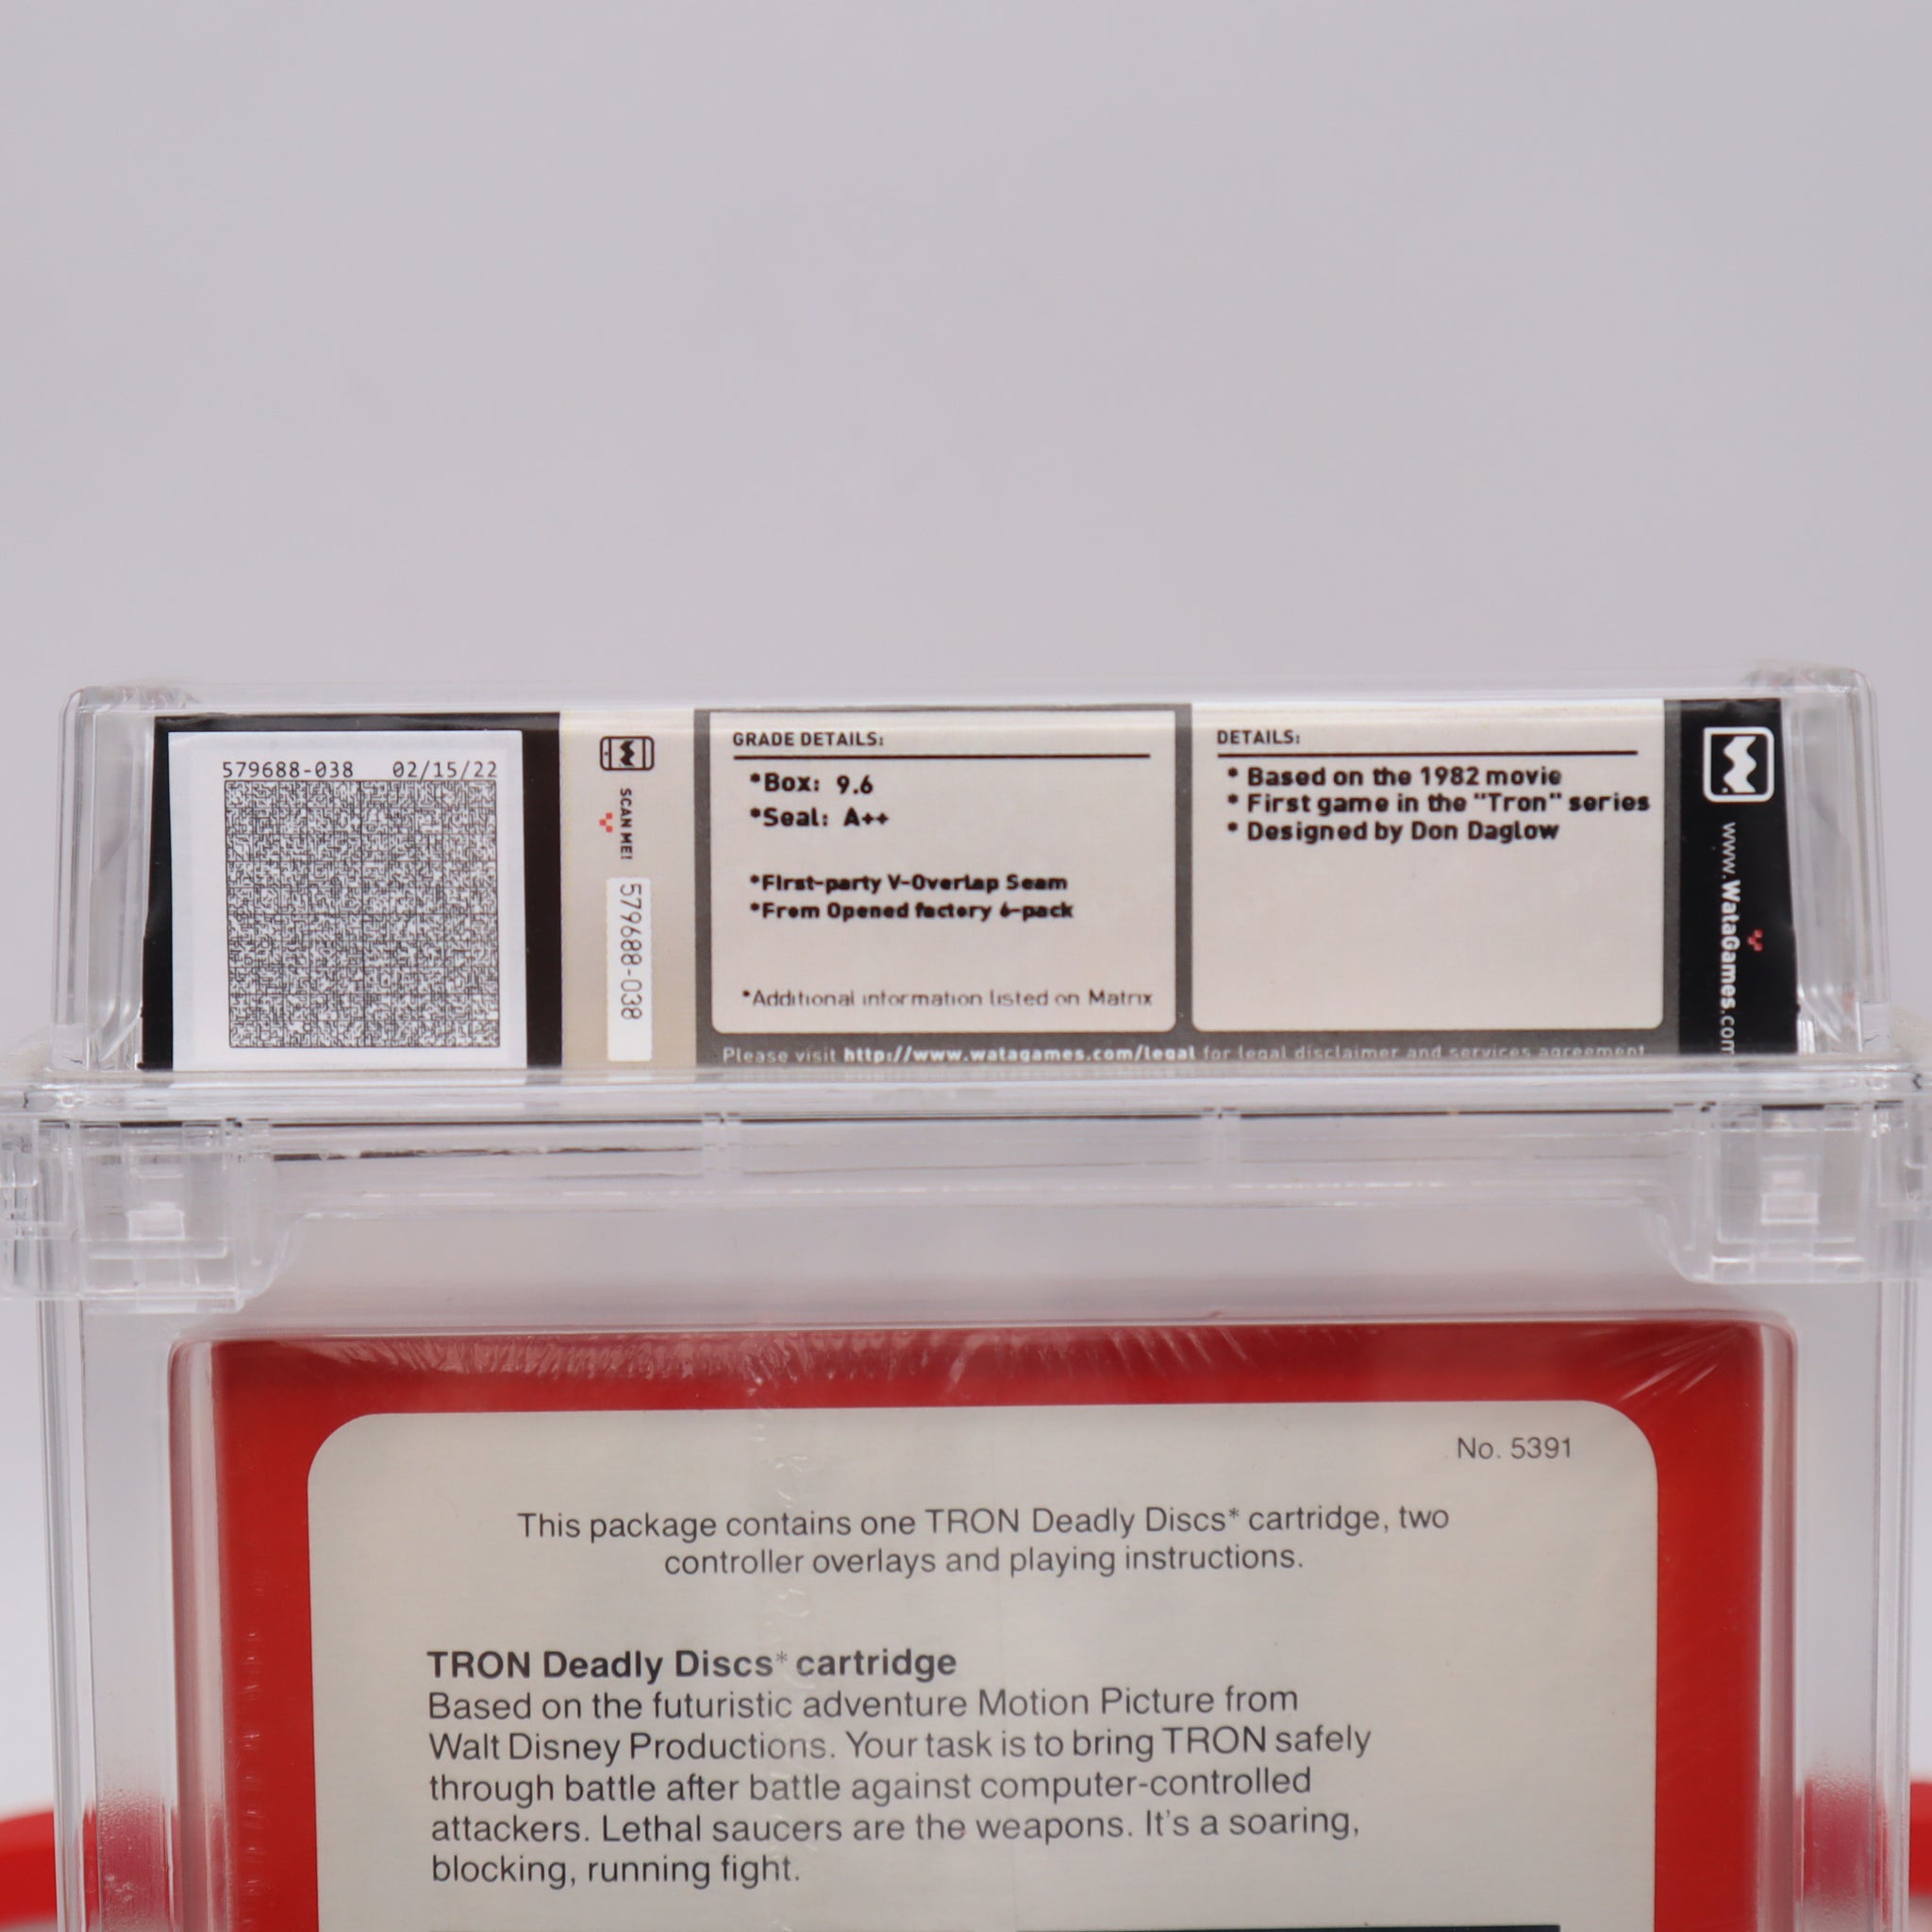 579688-038 02/15/22
SCAN ME!
579688-038
GRADE DETAILS:
*Box: 9.6
*Seal: A++
*First-party V-Overlap Seam
*From Opened factory 6-pack
*Additional information listed on Matrix
DETAILS:
* Based on the 1982 movie
* First game in the "Tron" series
* Designed by Don Daglow
Please visit http://www.watagames.com/legal for legal disclaimer and services agreement
www.WataGames.com
No. 5391
This package contains one TRON Deadly Discs* cartridge, two
controller overlays and playing instructions.
TRON Deadly Discs* cartridge
Based on the futuristic adventure Motion Picture from
Walt Disney Productions. Your task is to bring TRON safely
through battle after battle against computer-controlled
attackers. Lethal saucers are the weapons. It's a soaring,
blocking, running fight.